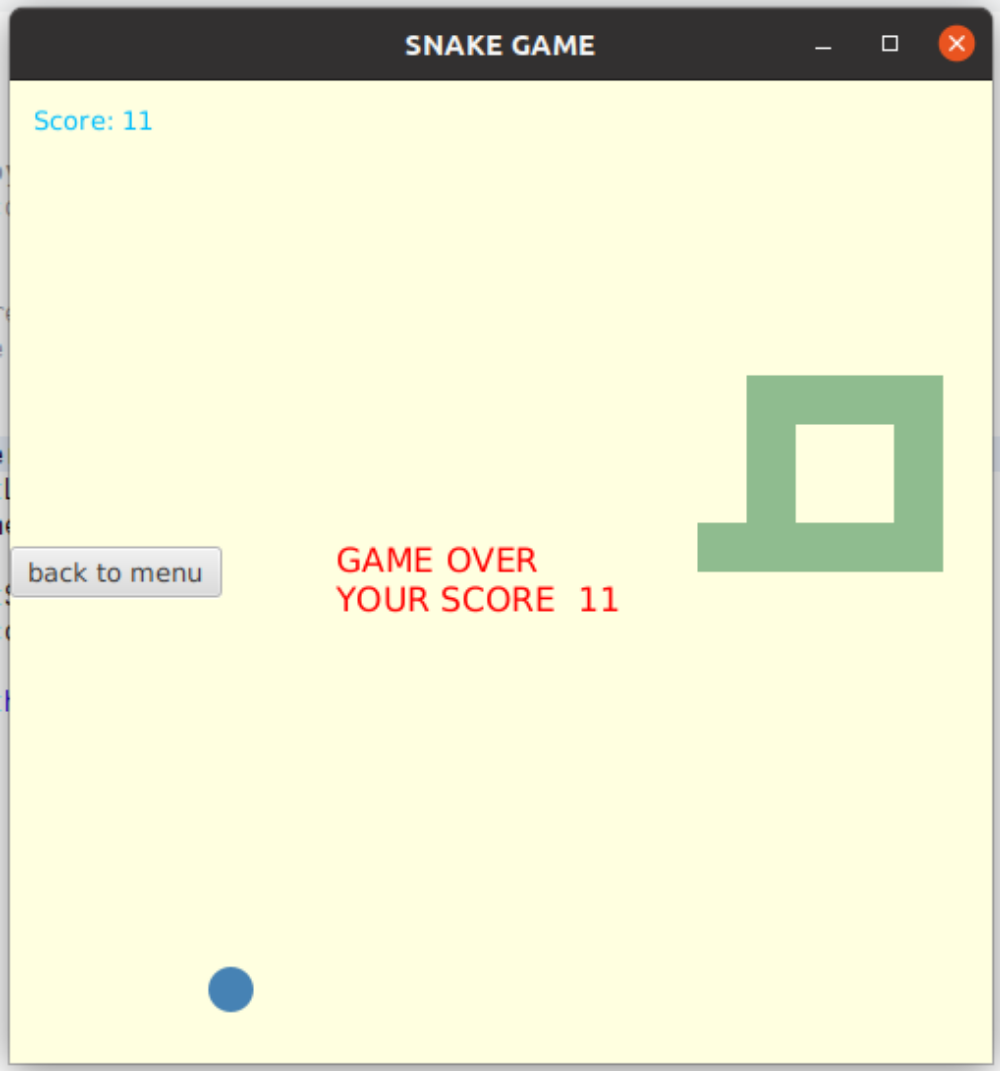 SNAKE GAME
Score: 11
back to menu
GAME OVER
YOUR SCORE  11